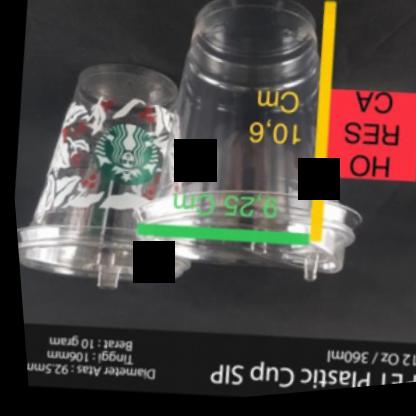 ET Plastic Cup SIP
12 Oz / 360ml
Diameter Atas : 92.5mm
Tinggi : 106mm
Berat : 10 gram
9,25 Cm
HO
RES
CA
10,6
Cm